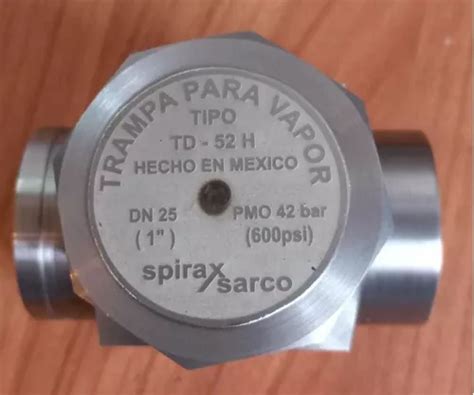 TRAMPA PARA VAPOR
TIPO
TD - 52 H
HECHO EN MEXICO
DN 25 PMO 42 bar
(1") (600psi)
spirax sarco